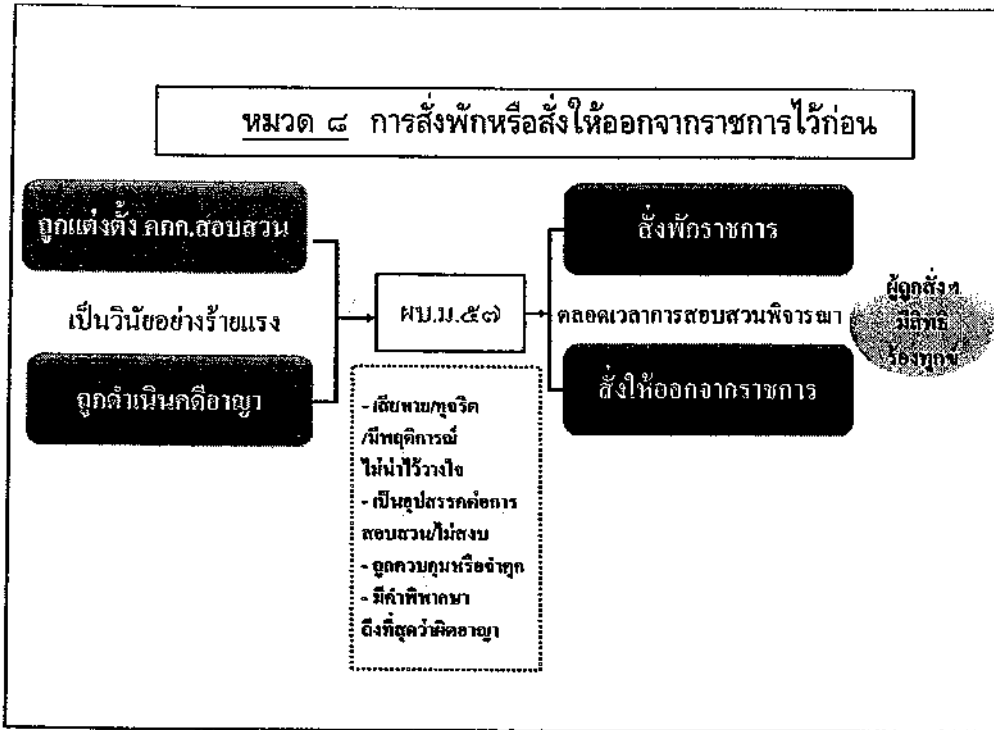 หมวด ๘ การสั่งพักหรือสั่งให้ออกจากราชการไว้ก่อน
ถูกแต่งตั้ง คกก.สอบสวน
เป็นวินัยอย่างร้ายแรง
ถูกดำเนินคดีอาญา
ผบ.ม.๕๗
- เสียหาย/ทุจริต
/มีพฤติการณ์
ไม่น่าไว้วางใจ
- เป็นอุปสรรคต่อการ
สอบสวน/ไม่สงบ
- ถูกควบคุมหรือจำคุก
- มีคำพิพากษา
ถึงที่สุดว่าผิดอาญา
สั่งพักราชการ
ตลอดเวลาการสอบสวนพิจารณา
สั่งให้ออกจากราชการ
ผู้ถูกสั่งฯ
มีสิทธิ
ร้องทุกข์